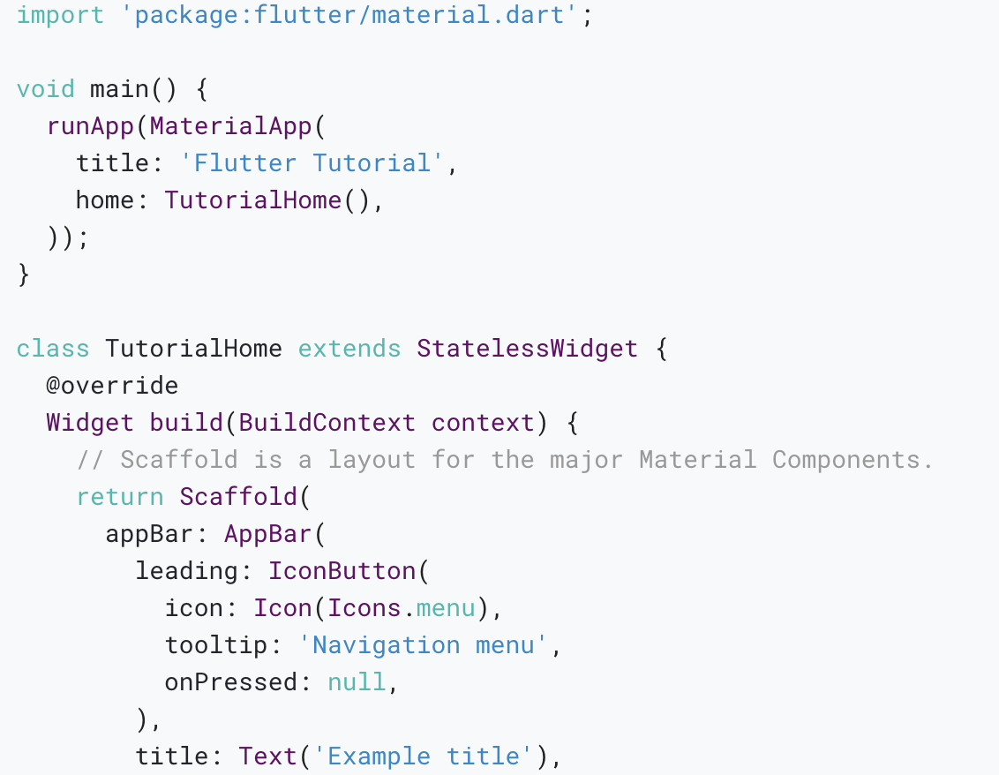 import 'package:flutter/material.dart';

void main() {
  runApp(MaterialApp(
    title: 'Flutter Tutorial',
    home: TutorialHome(),
  ));
}

class TutorialHome extends StatelessWidget {
  @override
  Widget build(BuildContext context) {
    // Scaffold is a layout for the major Material Components.
    return Scaffold(
      appBar: AppBar(
        leading: IconButton(
          icon: Icon(Icons.menu),
          tooltip: 'Navigation menu',
          onPressed: null,
        ),
        title: Text('Example title'),